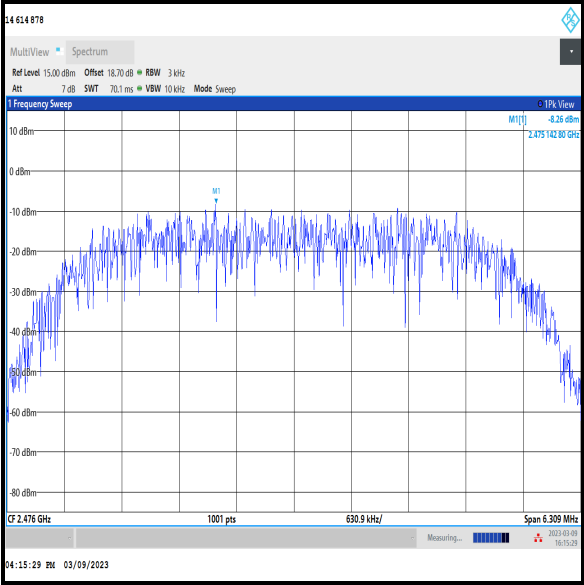 14 614 878
MultiView Spectrum
Ref Level 15.00 dBm Offset 18.70 dB RBW 3 kHz
Att 7 dB SWT 70.1 ms VBW 10 kHz Mode Sweep
1 Frequency Sweep 1Pk View
M1[1] -8.26 dBm
2.475 142 80 GHz
10 dBm
0 dBm
M1
-10 dBm
-20 dBm
-30 dBm
-40 dBm
-50 dBm
-60 dBm
-70 dBm
-80 dBm
CF 2.476 GHz 1001 pts 630.9 kHz/ Span 6.309 MHz
Measuring... 2023-03-09
16:15:29
04:15:29 PM 03/09/2023